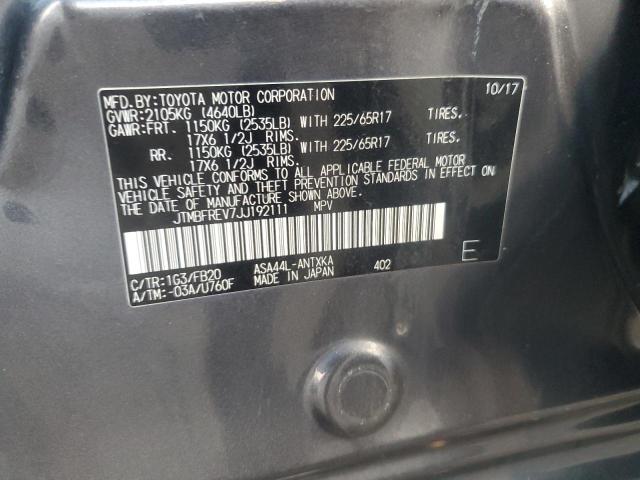 MFD.BY:TOYOTA MOTOR CORPORATION 10/17
GVWR:2105KG (4640LB)
GAWR:FRT. 1150KG (2535LB) WITH 225/65R17 TIRES.
17X6 1/2J RIMS.
RR. 1150KG (2535LB) WITH 225/65R17 TIRES.
17X6 1/2J RIMS.
THIS VEHICLE CONFORMS TO ALL APPLICABLE FEDERAL MOTOR
VEHICLE SAFETY AND THEFT PREVENTION STANDARDS IN EFFECT ON
THE DATE OF MANUFACTURE SHOWN ABOVE.
JTMBFREV7JJ192111 MPV
C/TR:1G3/FB20 ASA44L-ANTXKA 402 E
A/TM:-03A/U760F MADE IN JAPAN